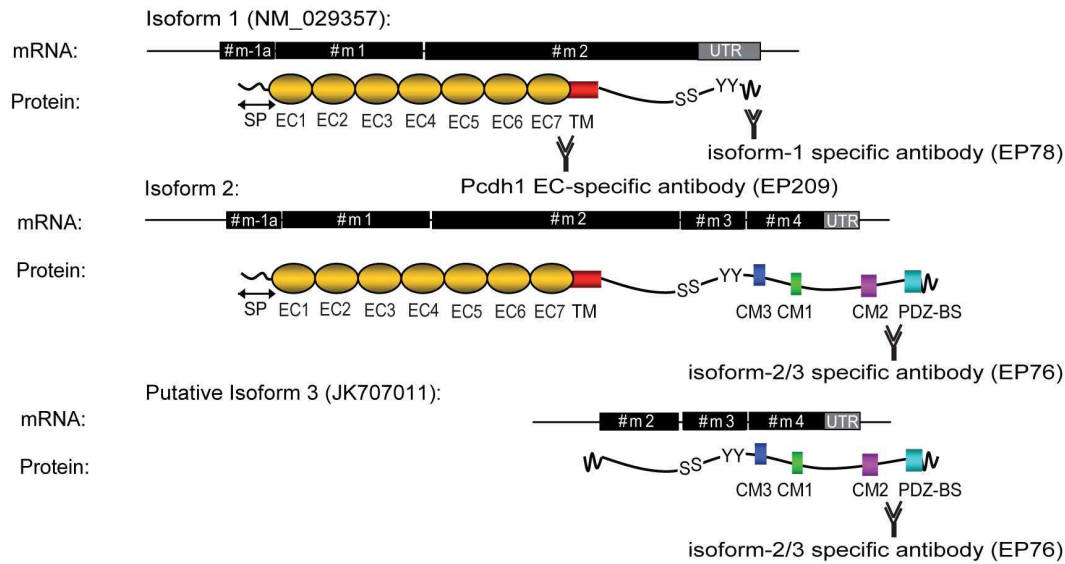 Isoform 1 (NM_029357):
mRNA: #m-1a #m1 #m2 UTR
Protein: SS YY
SP EC1 EC2 EC3 EC4 EC5 EC6 EC7 TM
isoform-1 specific antibody (EP78)
Pcdh1 EC-specific antibody (EP209)
Isoform 2:
mRNA: #m-1a #m1 #m2 #m3 #m4 UTR
Protein: SS YY
SP EC1 EC2 EC3 EC4 EC5 EC6 EC7 TM CM3 CM1 CM2 PDZ-BS
isoform-2/3 specific antibody (EP76)
Putative Isoform 3 (JK707011):
mRNA: #m2 #m3 #m4 UTR
Protein: SS YY
CM3 CM1 CM2 PDZ-BS
isoform-2/3 specific antibody (EP76)